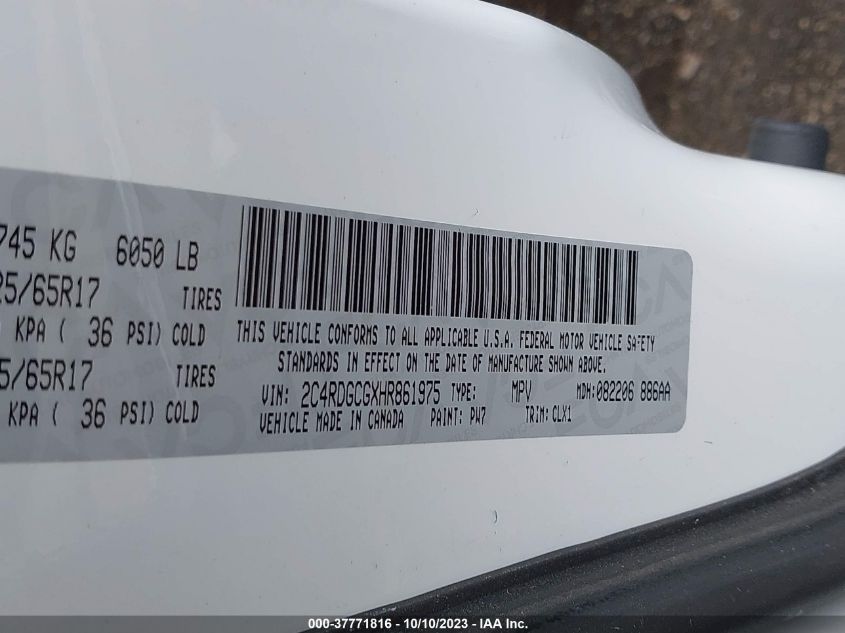 745 KG 6050 LB
25/65R17 TIRES
KPA ( 36 PSI) COLD
5/65R17 TIRES
KPA ( 36 PSI) COLD
THIS VEHICLE CONFORMS TO ALL APPLICABLE U.S.A. FEDERAL MOTOR VEHICLE SAFETY
STANDARDS IN EFFECT ON THE DATE OF MANUFACTURE SHOWN ABOVE.
VIN: 2C4RDGCGXHR861975 TYPE: MPV MDH:082206 886AA
VEHICLE MADE IN CANADA PAINT: PW7 TRIM:CLX1
000-37771816 - 10/10/2023 - IAA Inc.